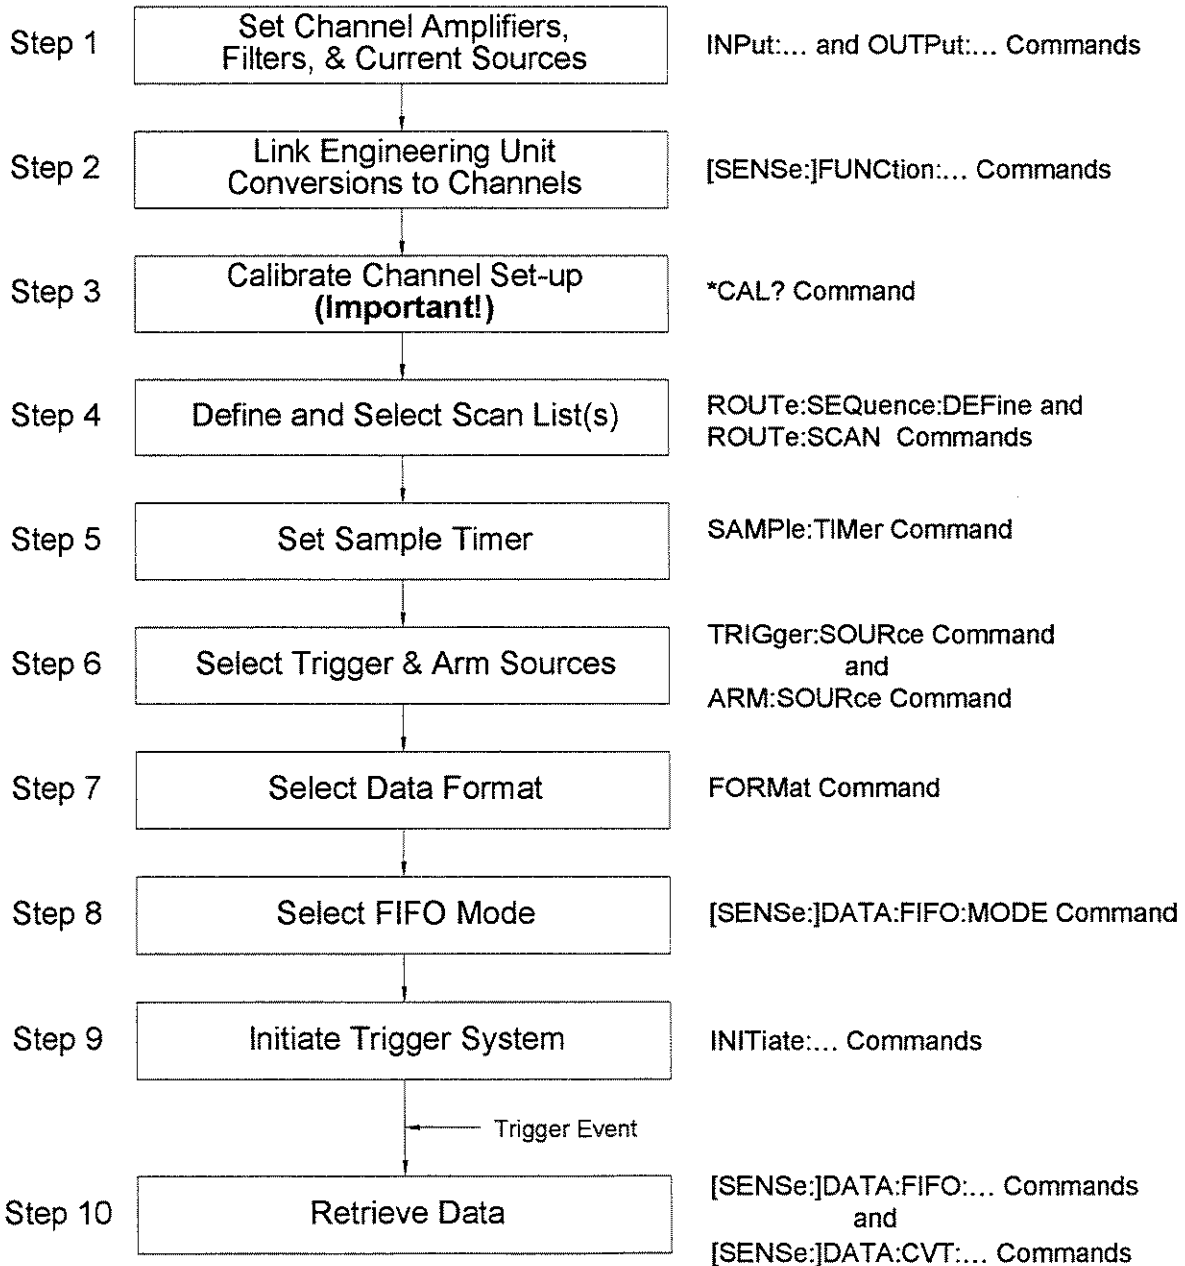 Step 1
Set Channel Amplifiers,
Filters, & Current Sources
INPut:... and OUTPut:... Commands
Step 2
Link Engineering Unit
Conversions to Channels
[SENSe:]FUNCtion:... Commands
Step 3
Calibrate Channel Set-up
(Important!)
*CAL? Command
Step 4
Define and Select Scan List(s)
ROUTe:SEQuence:DEFine and
ROUTe:SCAN Commands
Step 5
Set Sample Timer
SAMPle:TIMer Command
Step 6
Select Trigger & Arm Sources
TRIGger:SOURce Command
and
ARM:SOURce Command
Step 7
Select Data Format
FORMat Command
Step 8
Select FIFO Mode
[SENSe:]DATA:FIFO:MODE Command
Step 9
Initiate Trigger System
INITiate:... Commands
Trigger Event
Step 10
Retrieve Data
[SENSe:]DATA:FIFO:... Commands
and
[SENSe:]DATA:CVT:... Commands